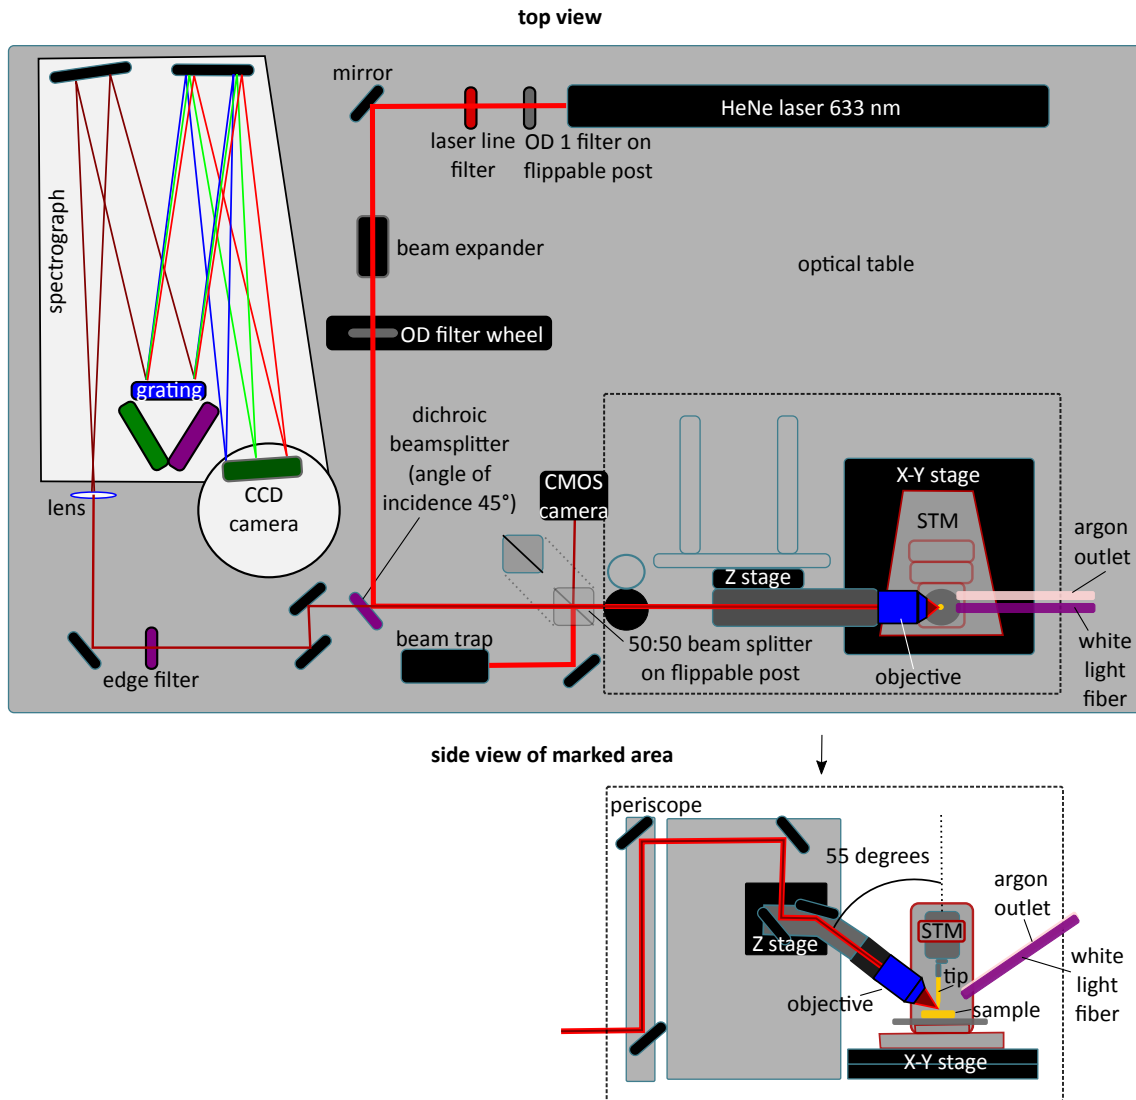 top view
mirror
HeNe laser 633 nm
laser line
filter
OD 1 filter on
flippable post
spectrograph
beam expander
optical table
OD filter wheel
grating
dichroic
beamsplitter
(angle of
incidence 45°)
CMOS
camera
X-Y stage
STM
argon
outlet
lens
CCD
camera
Z stage
beam trap
50:50 beam splitter
on flippable post
objective
white
light
fiber
edge filter
side view of marked area
periscope
55 degrees
argon
outlet
STM
Z stage
white
light
fiber
tip
objective
sample
X-Y stage